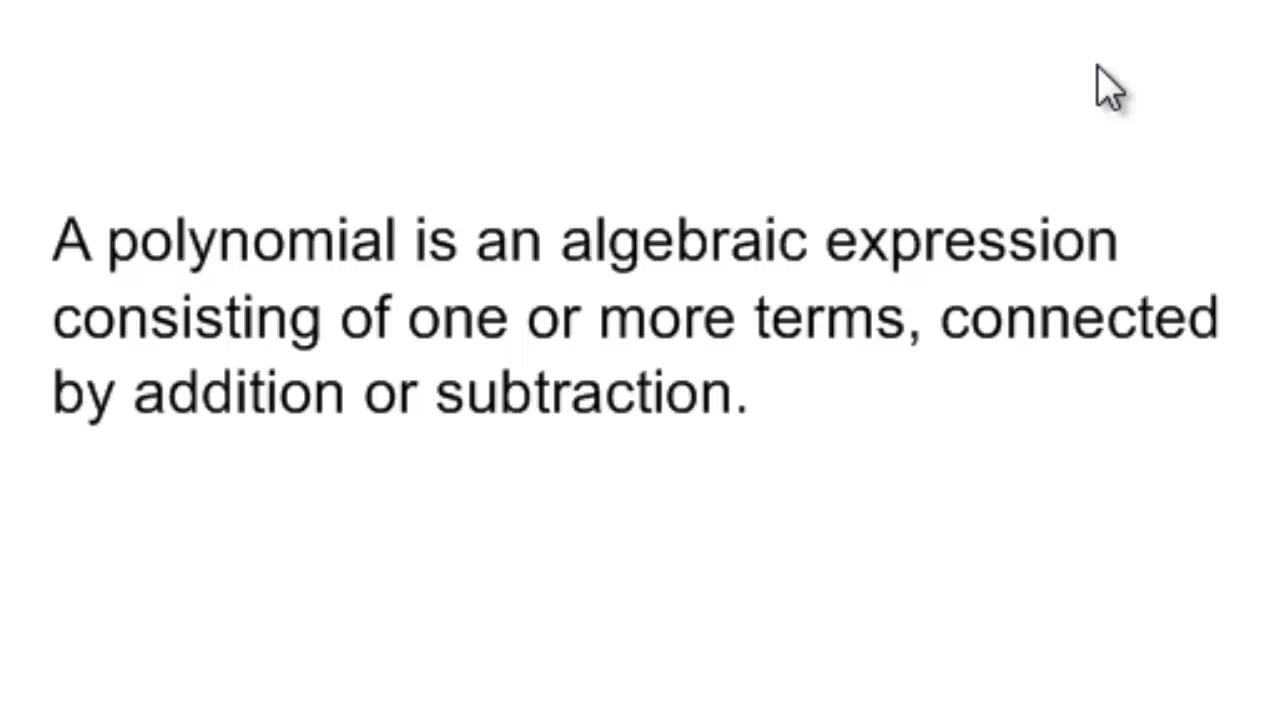 A polynomial is an algebraic expression
consisting of one or more terms, connected
by addition or subtraction.